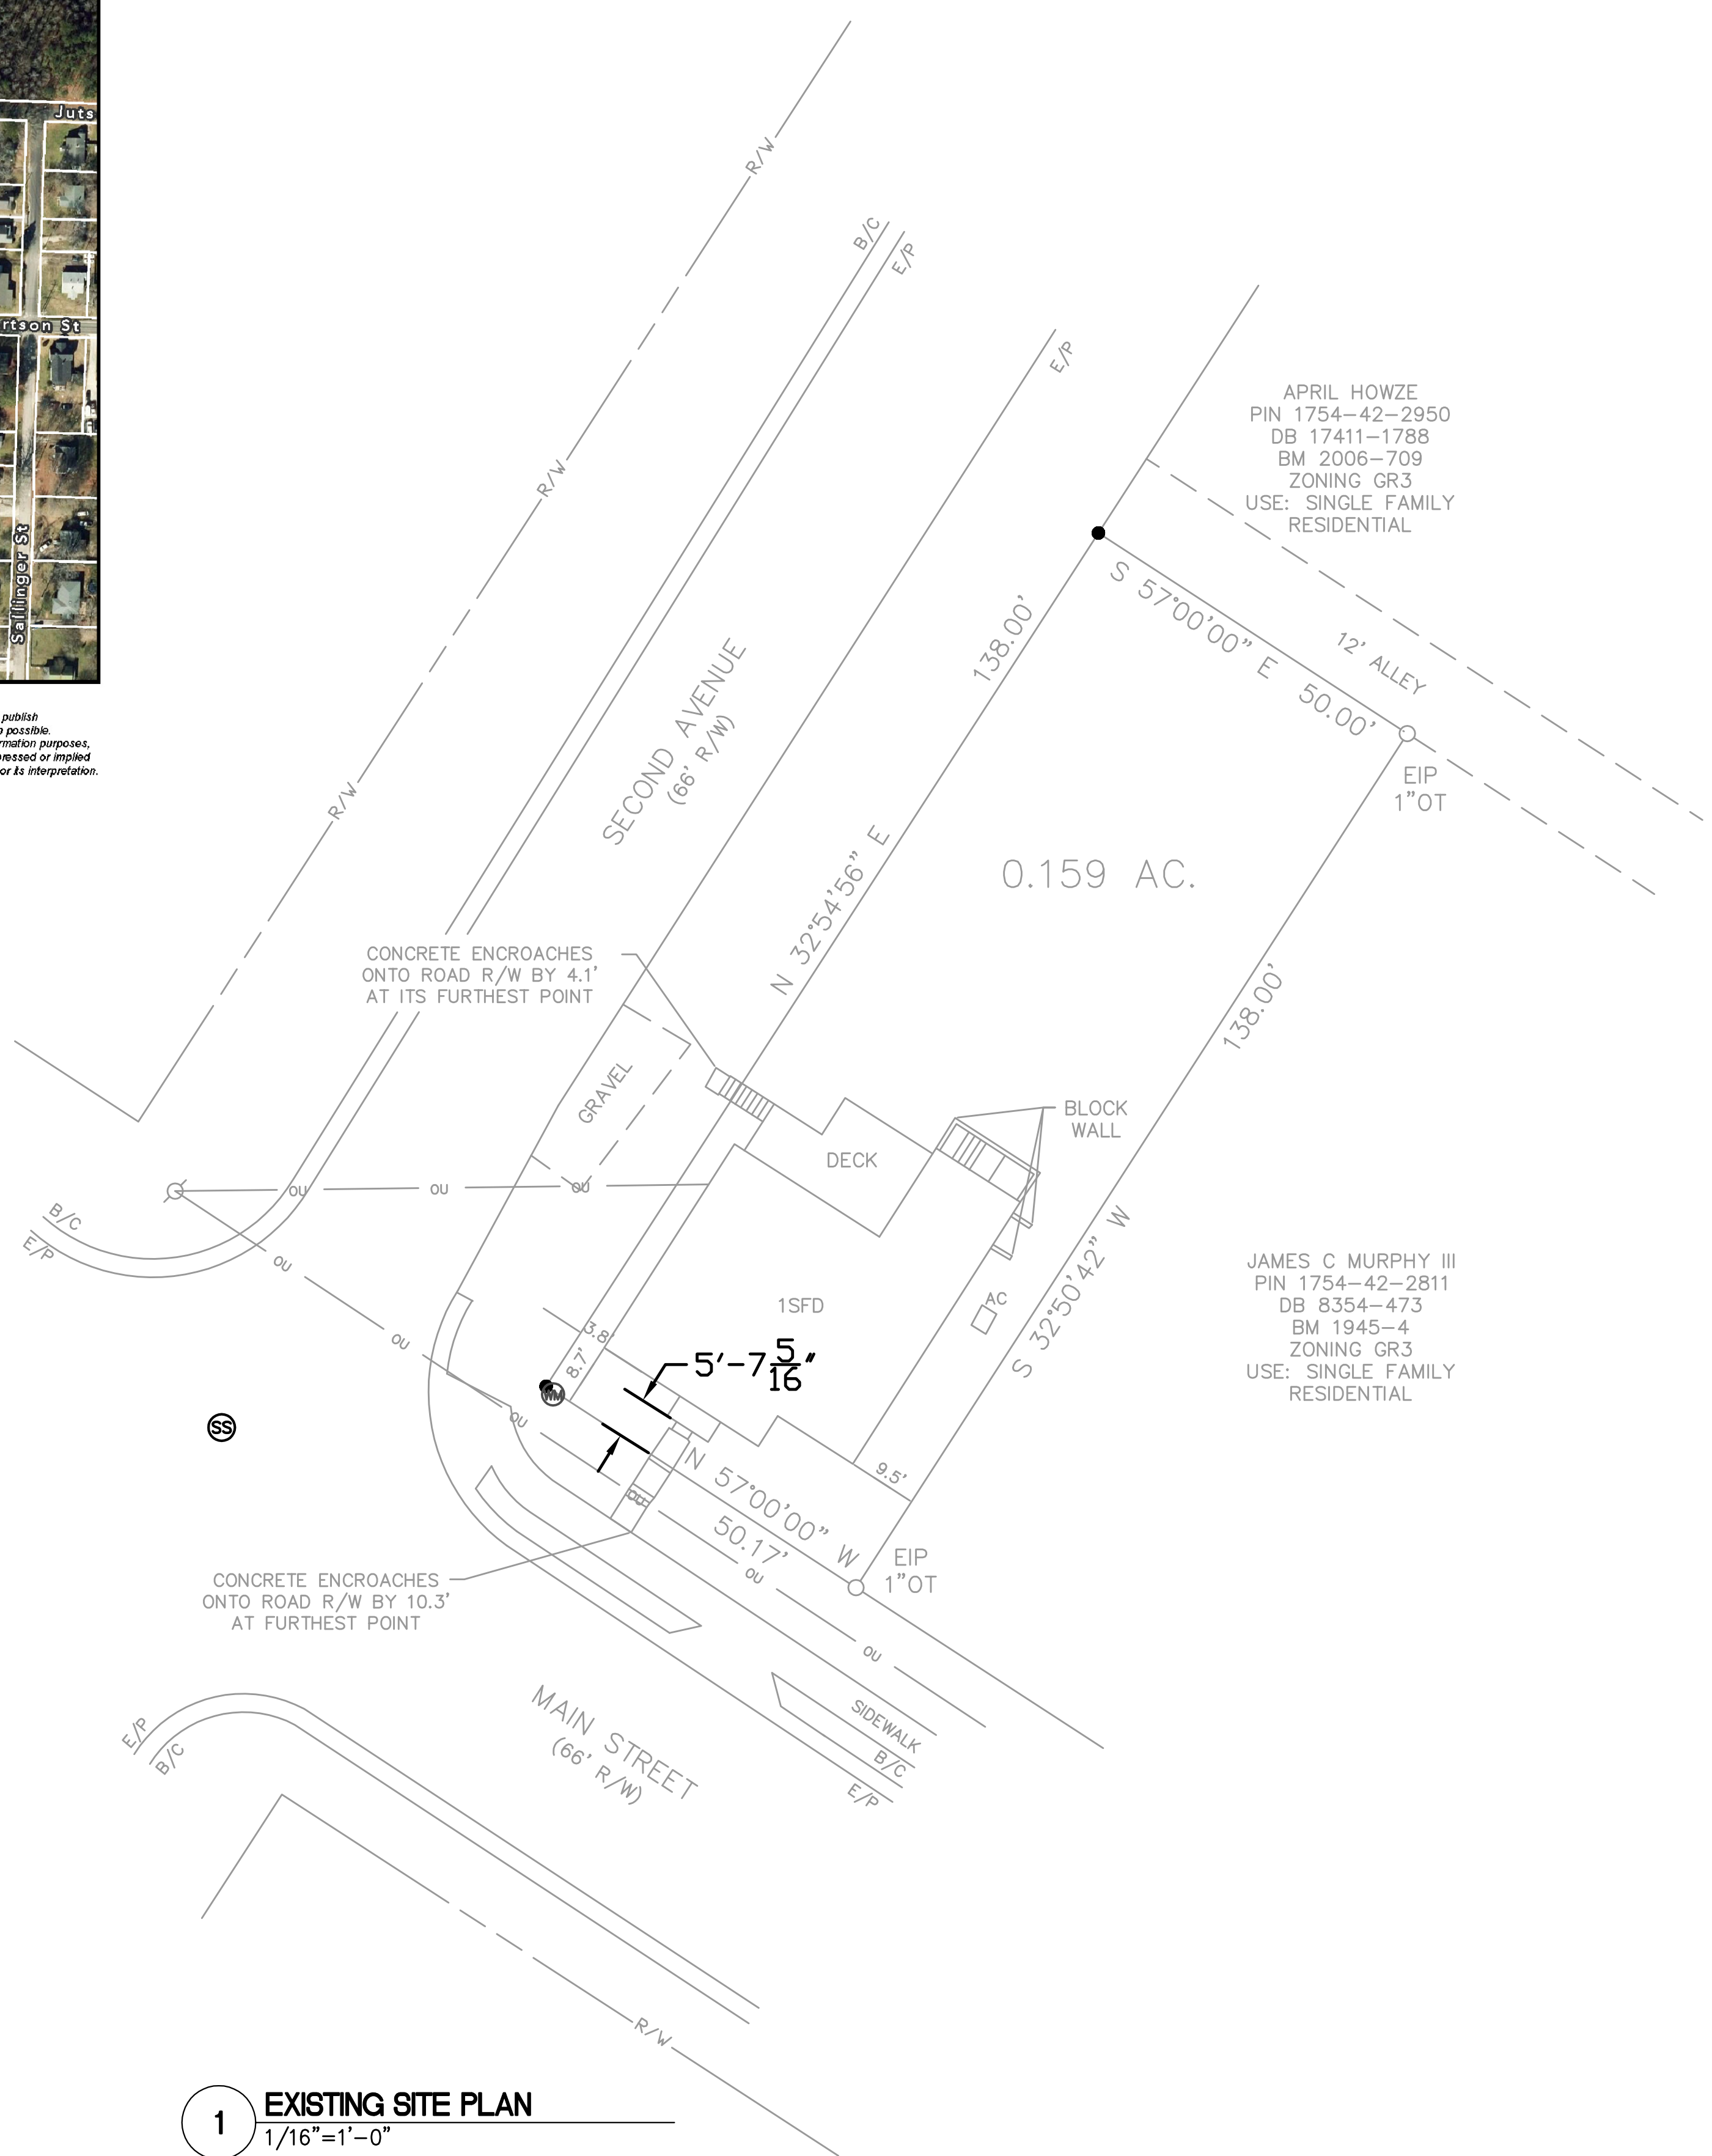 Juts
rtson St
Sallinger St
publish
possible.
rmation purposes,
pressed or implied
or its interpretation.
R/W
B/C
E/P
E/P
R/W
R/W
APRIL HOWZE
PIN 1754-42-2950
DB 17411-1788
BM 2006-709
ZONING GR3
USE: SINGLE FAMILY
RESIDENTIAL
S 57°00'00" E 50.00'
12' ALLEY
138.00'
SECOND AVENUE
(66' R/W)
EIP
1"OT
0.159 AC.
N 32°54'56" E
CONCRETE ENCROACHES
ONTO ROAD R/W BY 4.1'
AT ITS FURTHEST POINT
138.00'
GRAVEL
BLOCK
WALL
DECK
OU OU OU
B/C
E/P
OU
OU
OU
OU
OU
OU
S 32°50'42" W
JAMES C MURPHY III
PIN 1754-42-2811
DB 8354-473
BM 1945-4
ZONING GR3
USE: SINGLE FAMILY
RESIDENTIAL
AC
1SFD
3.8'
8.7'
5'-7 5/16"
WM
SS
9.5'
N 57°00'00" W
50.17'
EIP
1"OT
CONCRETE ENCROACHES
ONTO ROAD R/W BY 10.3'
AT FURTHEST POINT
MAIN STREET
(66' R/W)
SIDEWALK
B/C
E/P
E/P
B/C
R/W
1
EXISTING SITE PLAN
1/16"=1'-0"